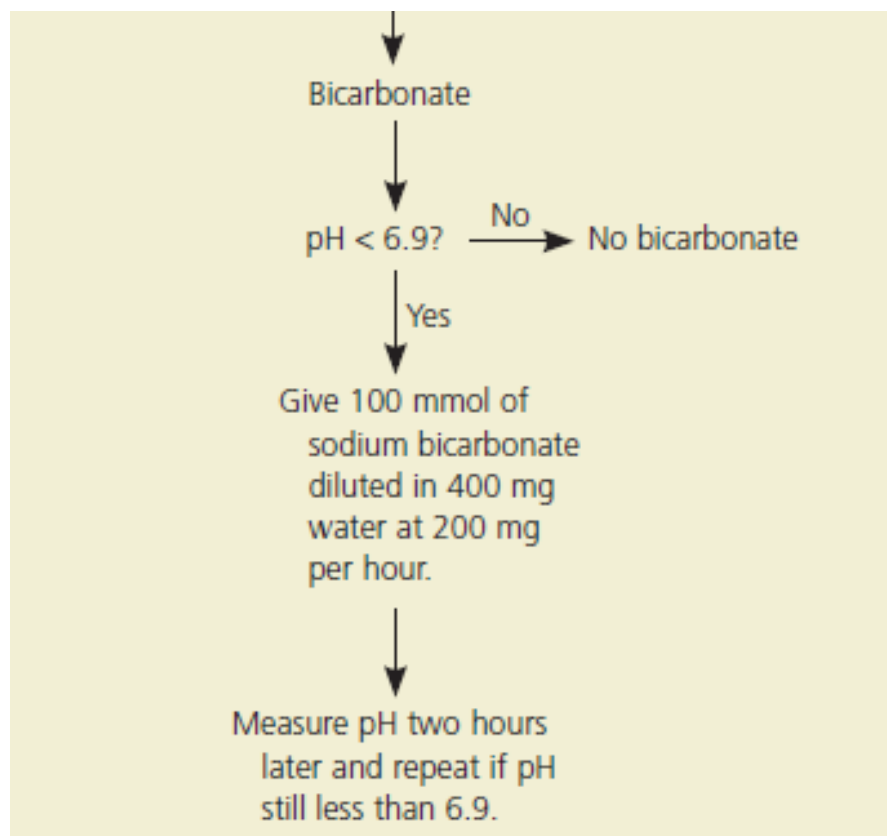 Bicarbonate
pH < 6.9?
No
No bicarbonate
Yes
Give 100 mmol of
sodium bicarbonate
diluted in 400 mg
water at 200 mg
per hour.
Measure pH two hours
later and repeat if pH
still less than 6.9.